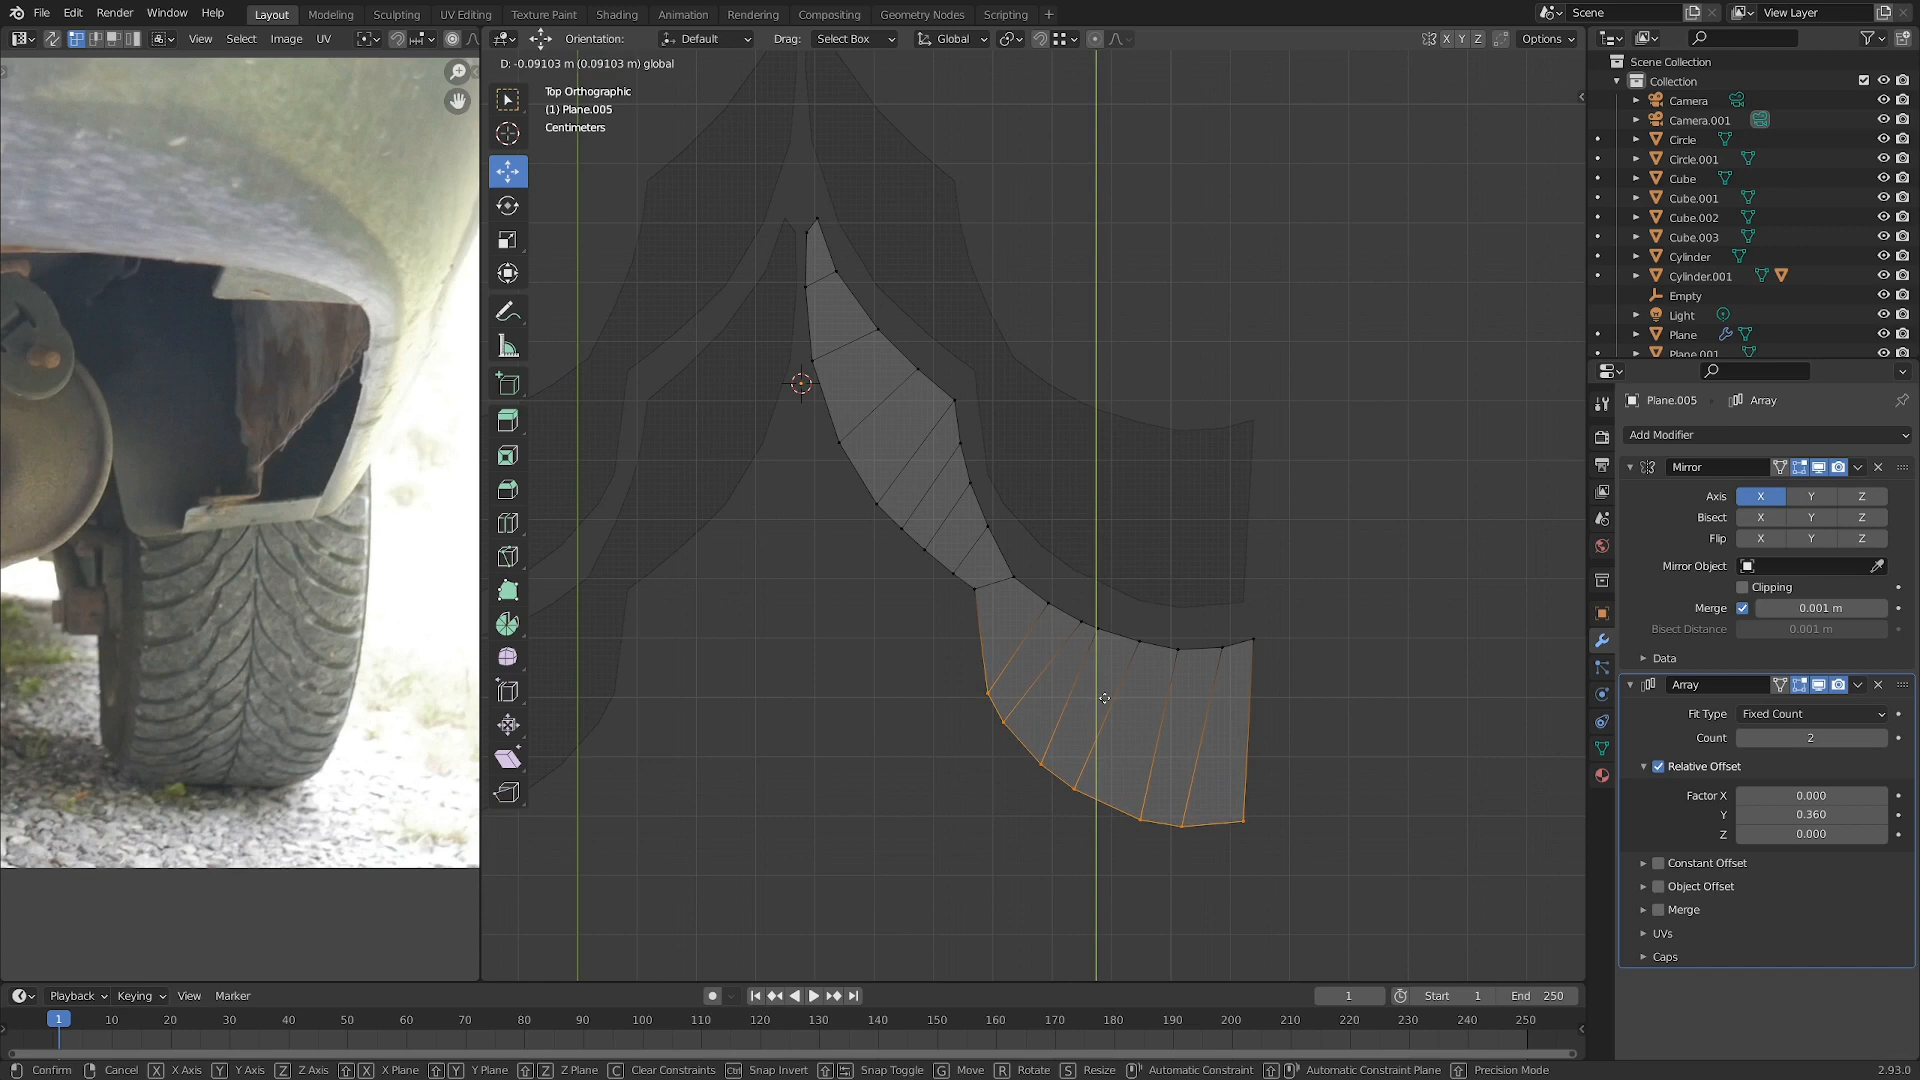 File Edit Render Window Help Layout Modeling Sculpting UV Editing Texture Paint Shading Animation Rendering Compositing Geometry Nodes Scripting + Scene View Layer
View Select Image UV Orientation: Default Drag: Select Box Global X Y Z Options
D: -0.09103 m (0.09103 m) global
Top Orthographic
(1) Plane.005
Centimeters
Scene Collection
Collection
Camera
Camera.001
Circle
Circle.001
Cube
Cube.001
Cube.002
Cube.003
Cylinder
Cylinder.001
Empty
Light
Plane
Plane.001
Plane.005 Array
Add Modifier
Mirror
Axis X Y Z
Bisect X Y Z
Flip X Y Z
Mirror Object
Clipping
Merge 0.001 m
Bisect Distance 0.001 m
Data
Array
Fit Type Fixed Count
Count 2
Relative Offset
Factor X 0.000
Y 0.360
Z 0.000
Constant Offset
Object Offset
Merge
UVs
Caps
Playback Keying View Marker 1 Start 1 End 250
1 10 20 30 40 50 60 70 80 90 100 110 120 130 140 150 160 170 180 190 200 210 220 230 240 250
Confirm Cancel X X Axis Y Y Axis Z Z Axis X X Plane Y Y Plane Z Z Plane C Clear Constraints Ctrl Snap Invert Snap Toggle G Move R Rotate S Resize Automatic Constraint Automatic Constraint Plane Precision Mode 2.93.0